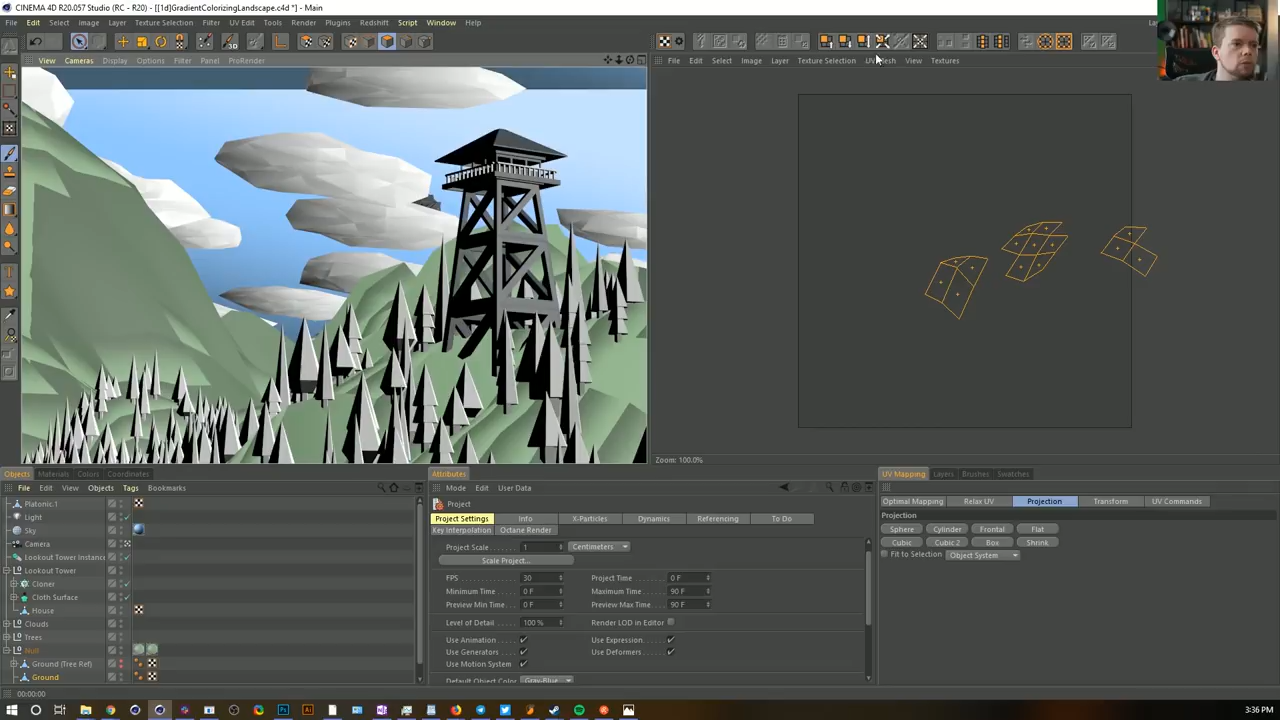 CINEMA 4D R20.057 Studio (RC - R20) - [[1d]GradientColorizingLandscape.c4d *] - Main
File Edit Select Image Layer Texture Selection Filter UV Edit Tools Render Plugins Redshift Script Window Help
View Cameras Display Options Filter Panel ProRender
File Edit Select Image Layer Texture Selection UV Mesh View Textures
Zoom: 100.0%
Objects Materials Colors Coordinates
Attributes
UV Mapping Layers Brushes Swatches
File Edit View Objects Tags Bookmarks
Mode Edit User Data
Platonic.1
Light
Sky
Camera
Lookout Tower Instance
Lookout Tower
Cloner
Cloth Surface
House
Clouds
Trees
Null
Ground (Tree Ref)
Ground
Project
Project Settings Info X-Particles Dynamics Referencing To Do
Key Interpolation Octane Render
Project Scale 1 Centimeters
Scale Project...
FPS 30 Project Time 0 F
Minimum Time 0 F Maximum Time 90 F
Preview Min Time 0 F Preview Max Time 90 F
Level of Detail 100 % Render LOD in Editor
Use Animation Use Expression
Use Generators Use Deformers
Use Motion System
Default Object Color Gray-Blue
Optimal Mapping Relax UV Projection Transform UV Commands
Projection
Sphere Cylinder Frontal Flat
Cubic Cubic 2 Box Shrink
Fit to Selection Object System
00:00:00
3:36 PM